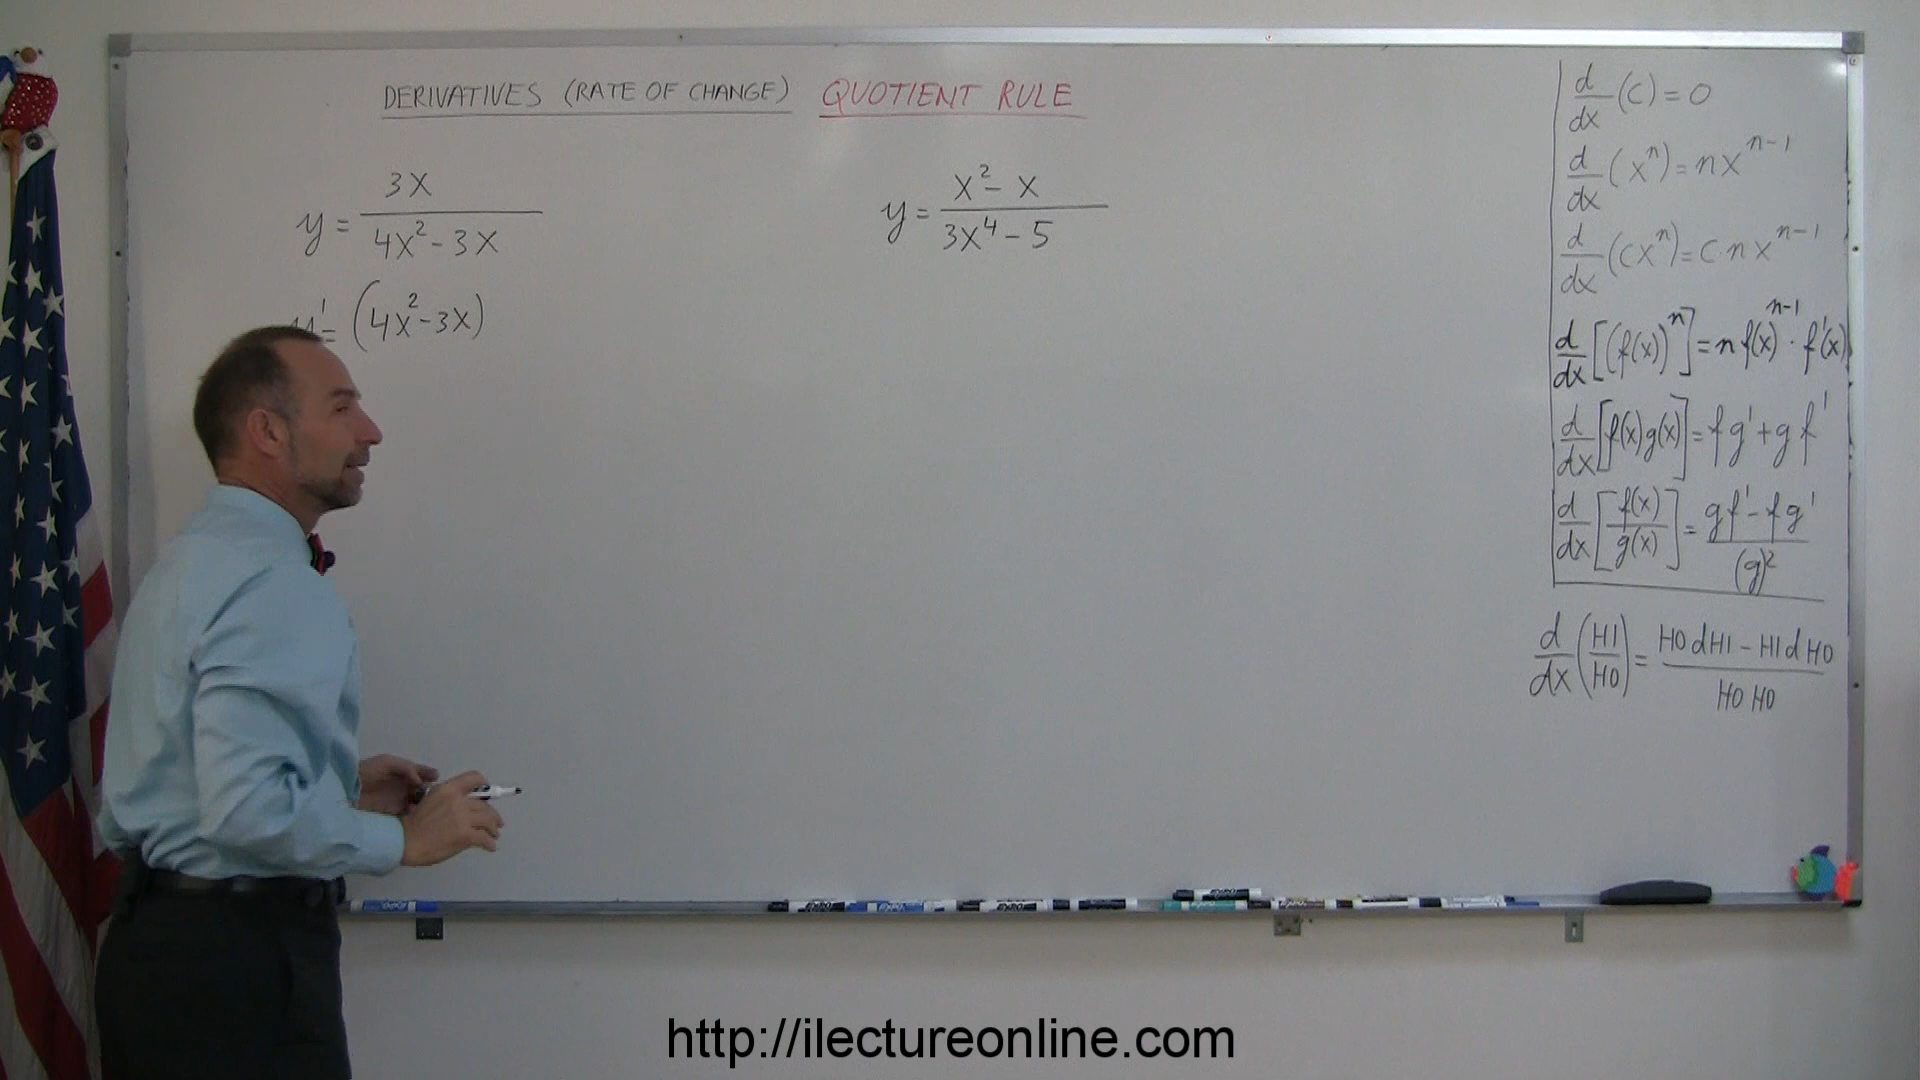 DERIVATIVES (RATE OF CHANGE) QUOTIENT RULE
y = 3x / (4x² - 3x)
y' = (4x² - 3x)
y = (x² - x) / (3x⁴ - 5)
d/dx (c) = 0
d/dx (xⁿ) = nxⁿ⁻¹
d/dx (cxⁿ) = c·nxⁿ⁻¹
d/dx [(f(x))ⁿ] = n f(x)ⁿ⁻¹ · f'(x)
d/dx [f(x)g(x)] = fg' + gf'
d/dx [f(x)/g(x)] = (gf' - fg') / (g)²
d/dx (HI/HO) = (HO dHI - HI dHO) / HO HO
http://ilectureonline.com